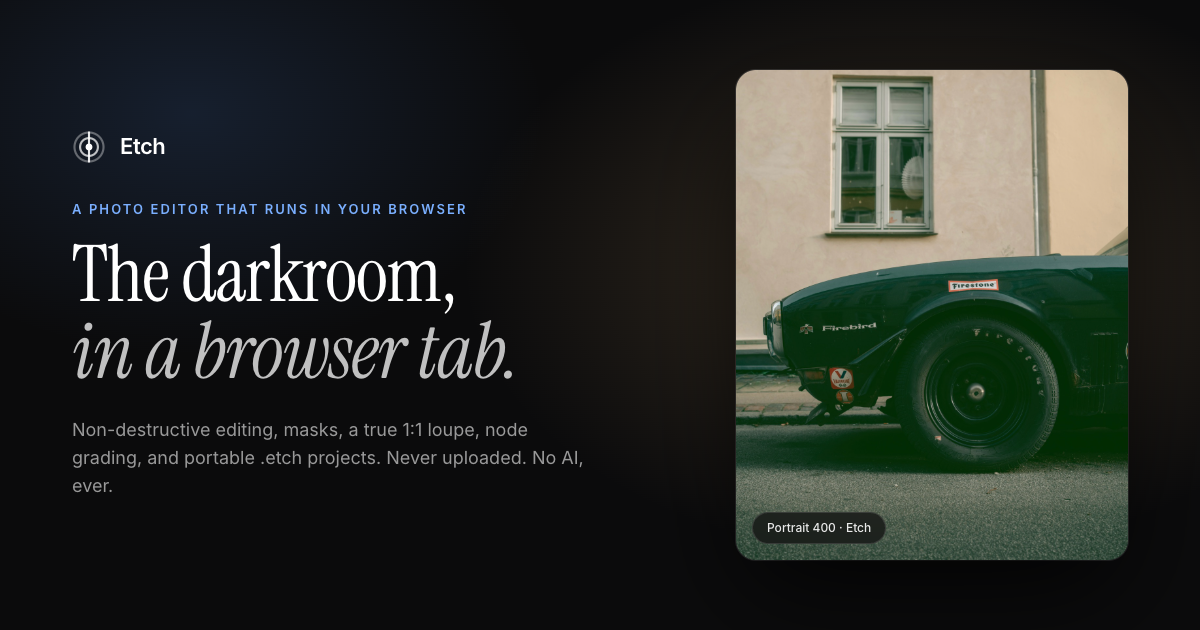 Etch
A PHOTO EDITOR THAT RUNS IN YOUR BROWSER
The darkroom,
in a browser tab.
Non-destructive editing, masks, a true 1:1 loupe, node
grading, and portable .etch projects. Never uploaded. No AI,
ever.
Firestone
Firebird
Firestone
Portrait 400 · Etch